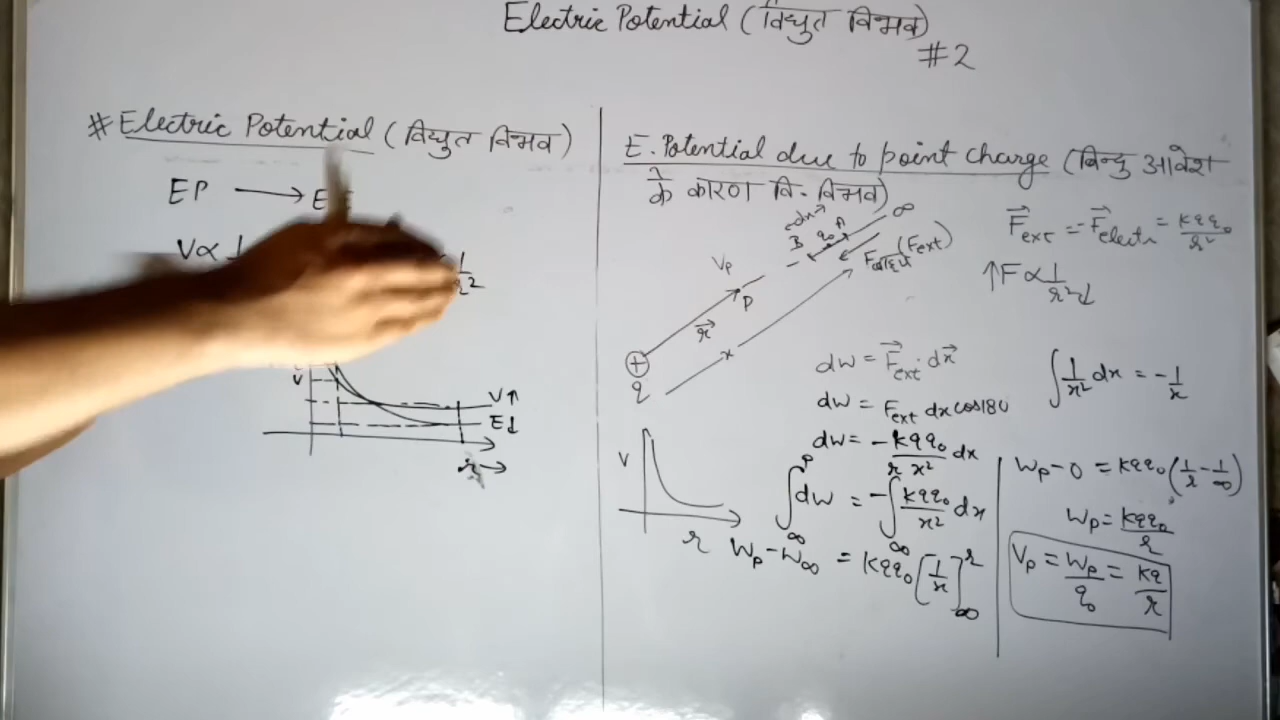 Electric Potential (विद्युत विभव)
#2
# Electric Potential (विद्युत विभव)
EP ⟶
V∝
V
V↑
E↓
r→
E. Potential due to point charge (बिन्दु आवेश
के कारण वि. विभव)
∞
dx
B q₀ A
(Fext)
Vp
P
r⃗
x
+
q
F⃗ext = F⃗electr = kqq₀/r²
↑F∝1/r²↓
dw = F⃗ext · dx⃗
dw = Fext dx cos180
dw = -kqq₀/x² dx
∫1/x² dx = -1/x
V
r
∫∞^P dw = -∫∞^r kqq₀/x² dx
Wp-W∞ = kqq₀[1/x]∞^r
Wp-0 = kqq₀(1/r-1/∞)
Wp = kqq₀/r
Vp = Wp/q₀ = kq/r